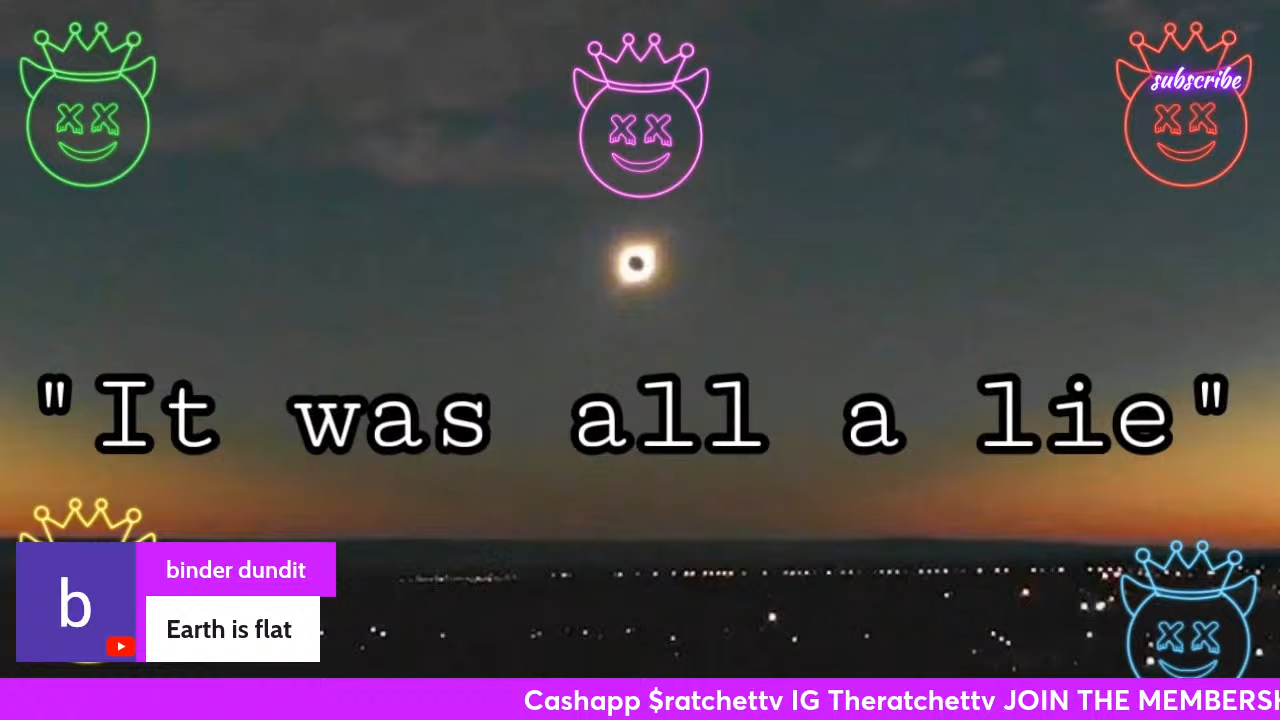 subscribe
"It was all a lie"
b
binder dundit
Earth is flat
Cashapp $ratchettv IG Theratchettv JOIN THE MEMBERSH